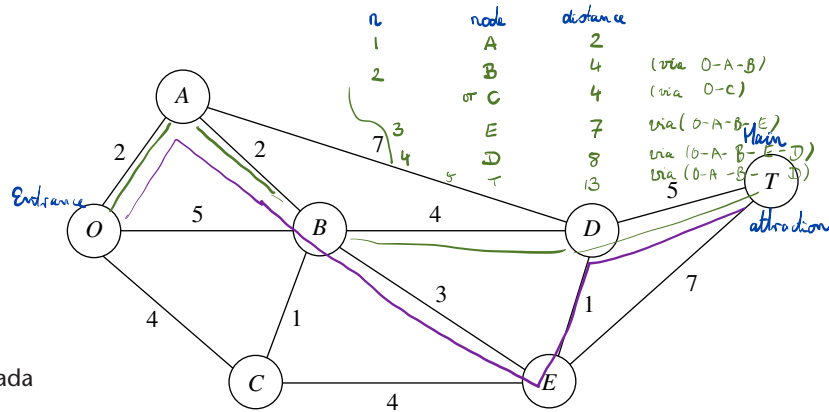 n node distance
1 A 2
2 B 4 (via O-A-B)
or C 4 (via O-C)
3 E 7 via (O-A-B-E)
4 D 8 via (O-A-B-E-D)
5 T 13 via (O-A-B- D)
Main
attraction
Entrance
A
O
B
C
D
E
T
2
2
7
5
4
5
4
1
3
1
7
4
ada